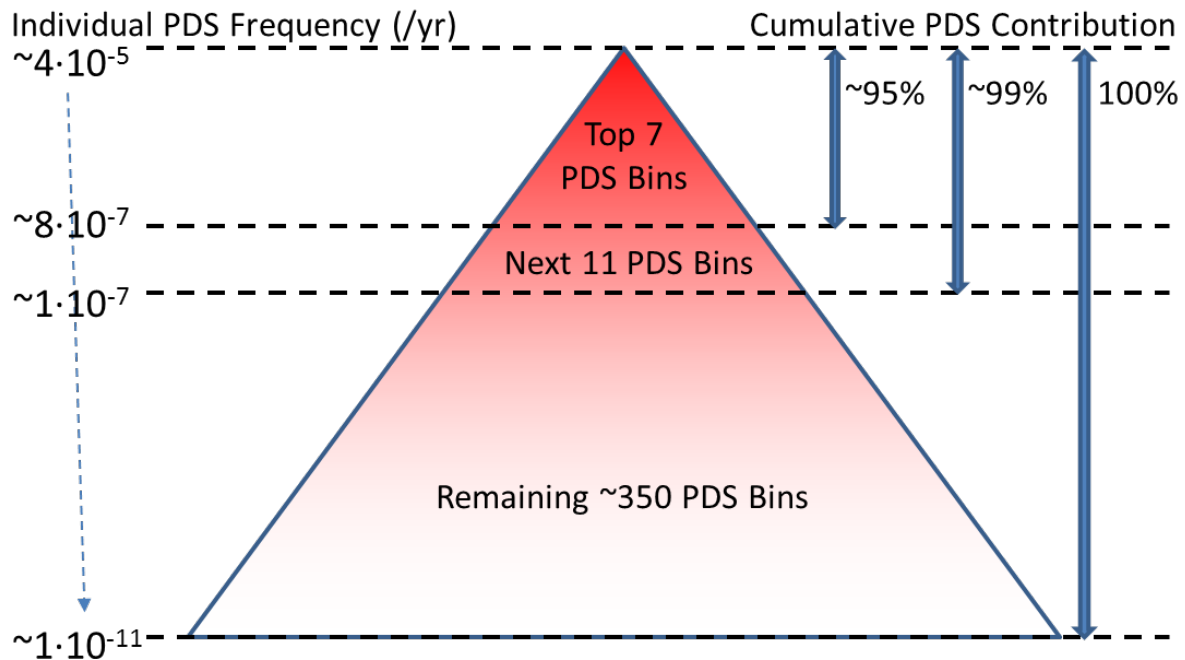 Individual PDS Frequency (/yr)
Cumulative PDS Contribution
~4·10⁻⁵
~95%
~99%
100%
Top 7
PDS Bins
~8·10⁻⁷
Next 11 PDS Bins
~1·10⁻⁷
Remaining ~350 PDS Bins
~1·10⁻¹¹